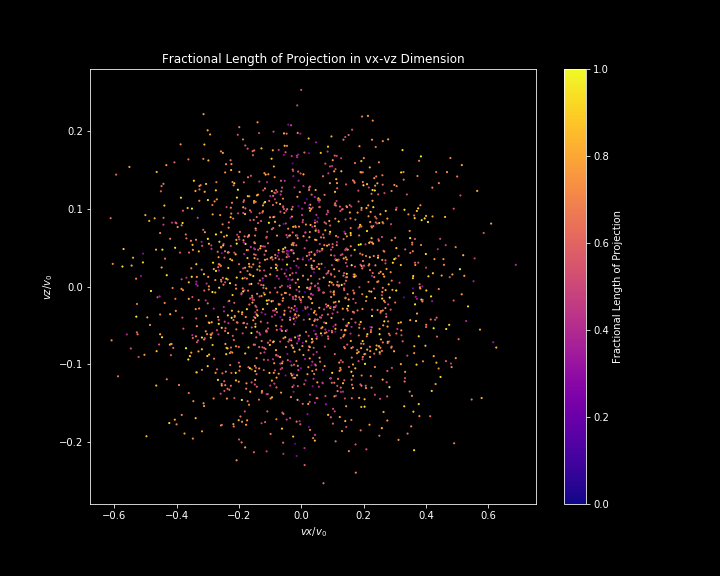 Fractional Length of Projection in vx-vz Dimension
0.2
0.1
0.0
−0.1
−0.2
vz/v₀
−0.6 −0.4 −0.2 0.0 0.2 0.4 0.6
vx/v₀
1.0
0.8
0.6
0.4
0.2
0.0
Fractional Length of Projection